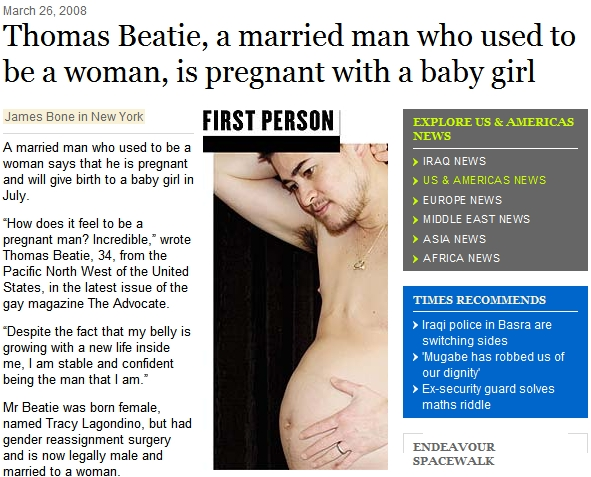 March 26, 2008
Thomas Beatie, a married man who used to
be a woman, is pregnant with a baby girl
James Bone in New York
A married man who used to be a
woman says that he is pregnant
and will give birth to a baby girl in
July.
“How does it feel to be a
pregnant man? Incredible,” wrote
Thomas Beatie, 34, from the
Pacific North West of the United
States, in the latest issue of the
gay magazine The Advocate.
“Despite the fact that my belly is
growing with a new life inside
me, I am stable and confident
being the man that I am.”
Mr Beatie was born female,
named Tracy Lagondino, but had
gender reassignment surgery
and is now legally male and
married to a woman.
FIRST PERSON
EXPLORE US & AMERICAS
NEWS
IRAQ NEWS
US & AMERICAS NEWS
EUROPE NEWS
MIDDLE EAST NEWS
ASIA NEWS
AFRICA NEWS
TIMES RECOMMENDS
Iraqi police in Basra are
switching sides
'Mugabe has robbed us of
our dignity'
Ex-security guard solves
maths riddle
ENDEAVOUR
SPACEWALK